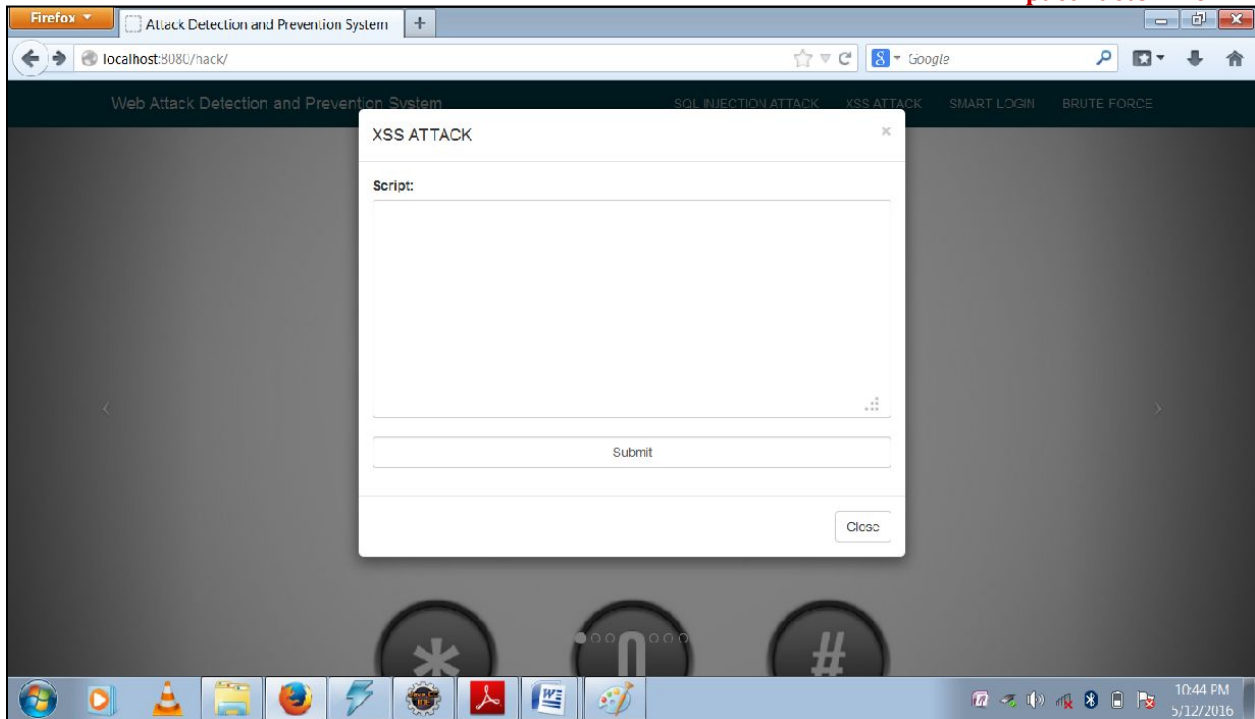 Firefox
Attack Detection and Prevention System
localhost:8080/hack/
Google
Web Attack Detection and Prevention System
SQL INJECTION ATTACK
XSS ATTACK
SMART LOGIN
BRUTE FORCE
XSS ATTACK
×
Script:
Submit
Close
* 0 #
10:44 PM
5/12/2016